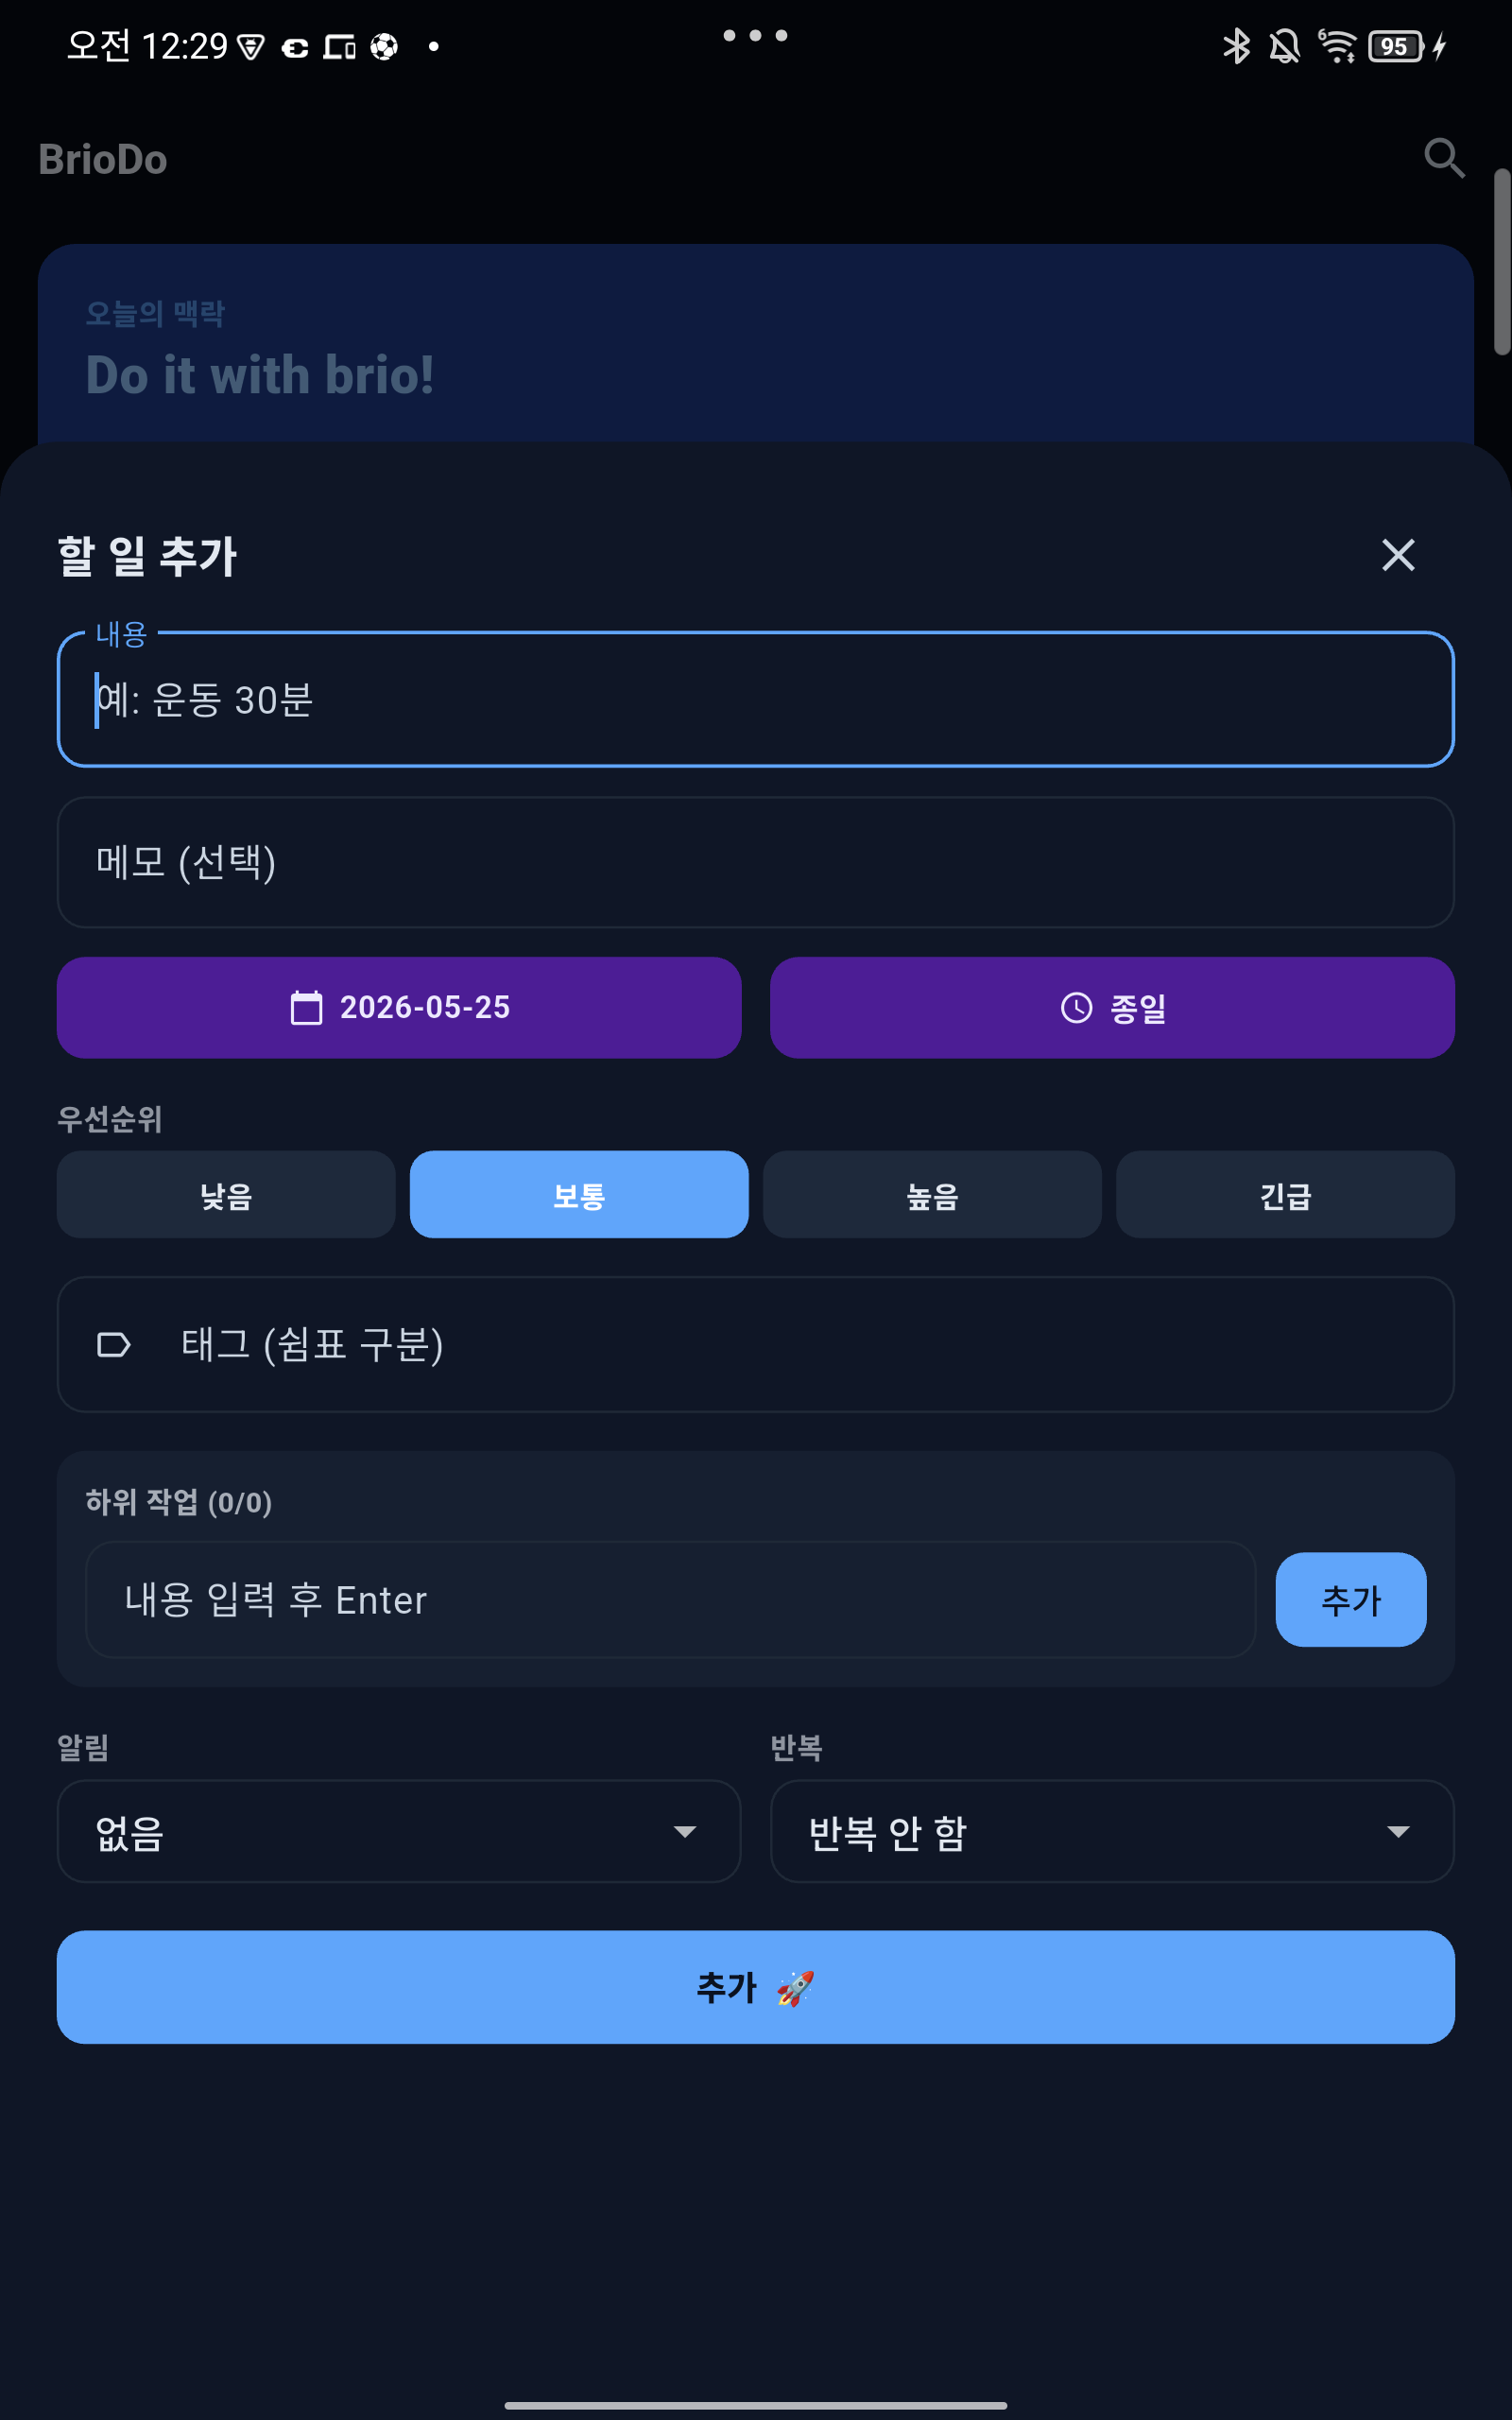 오전 12:29
6
95
BrioDo
오늘의 맥락
Do it with brio!
할 일 추가
내용
예: 운동 30분
메모 (선택)
2026-05-25
종일
우선순위
낮음 보통 높음 긴급
태그 (쉼표 구분)
하위 작업 (0/0)
내용 입력 후 Enter
추가
알림 반복
없음 반복 안 함
추가 🚀